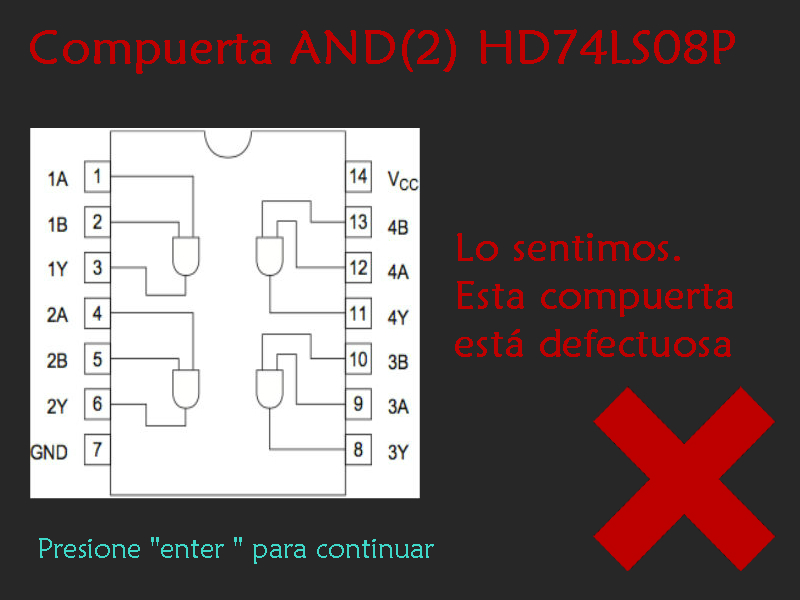 Compuerta AND(2) HD74LS08P
1A 1 14 VCC
1B 2 13 4B
1Y 3 12 4A
2A 4 11 4Y
2B 5 10 3B
2Y 6 9 3A
GND 7 8 3Y
Lo sentimos.
Esta compuerta
está defectuosa
Presione "enter " para continuar